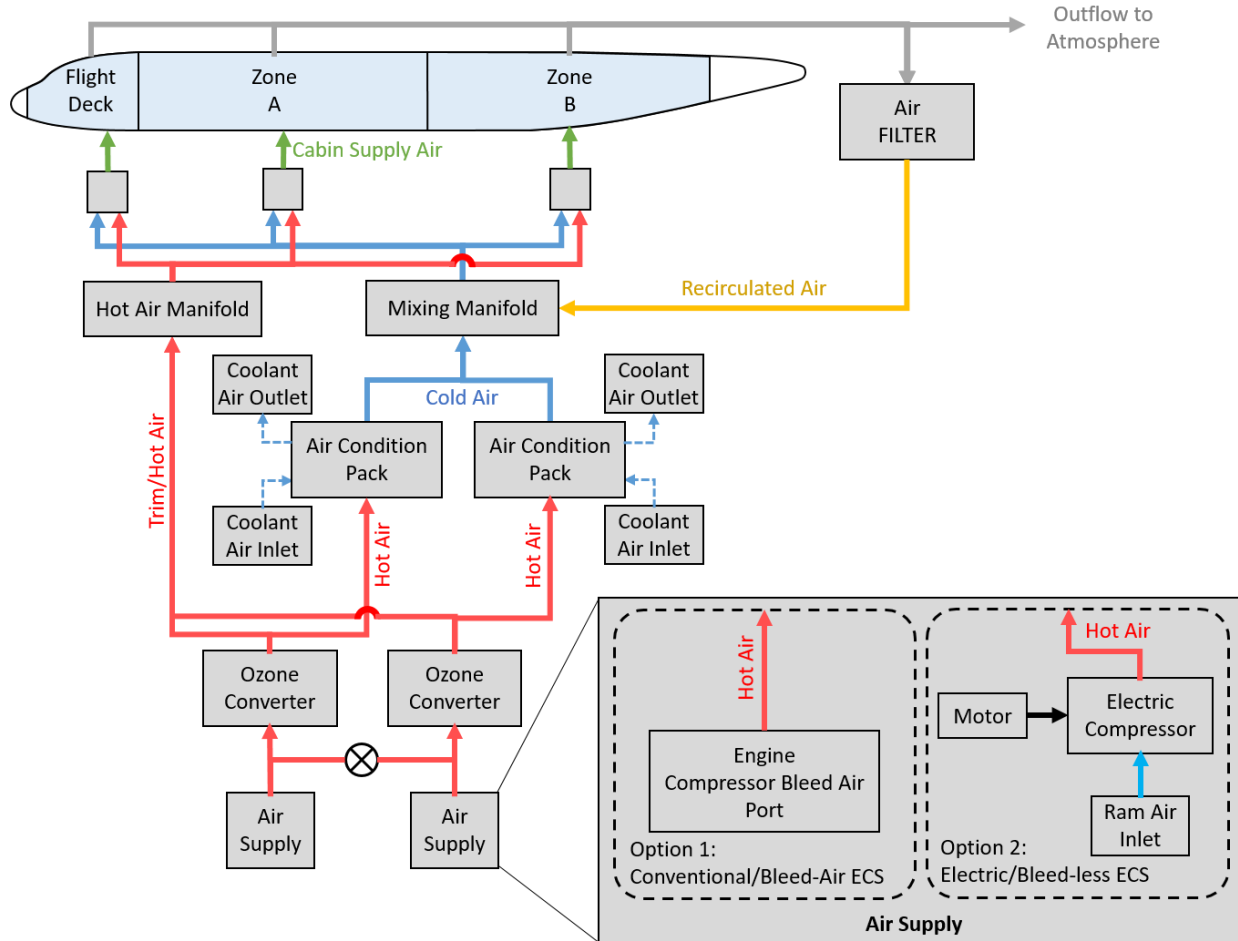 Outflow to
Atmosphere
Flight
Deck
Zone
A
Zone
B
Air
FILTER
Cabin Supply Air
Hot Air Manifold
Mixing Manifold
Recirculated Air
Coolant
Air Outlet
Cold Air
Coolant
Air Outlet
Trim/Hot Air
Air Condition
Pack
Air Condition
Pack
Coolant
Air Inlet
Hot Air
Hot Air
Coolant
Air Inlet
Ozone
Converter
Ozone
Converter
Air
Supply
Air
Supply
Hot Air
Engine
Compressor Bleed Air
Port
Option 1:
Conventional/Bleed-Air ECS
Hot Air
Motor
Electric
Compressor
Ram Air
Inlet
Option 2:
Electric/Bleed-less ECS
Air Supply